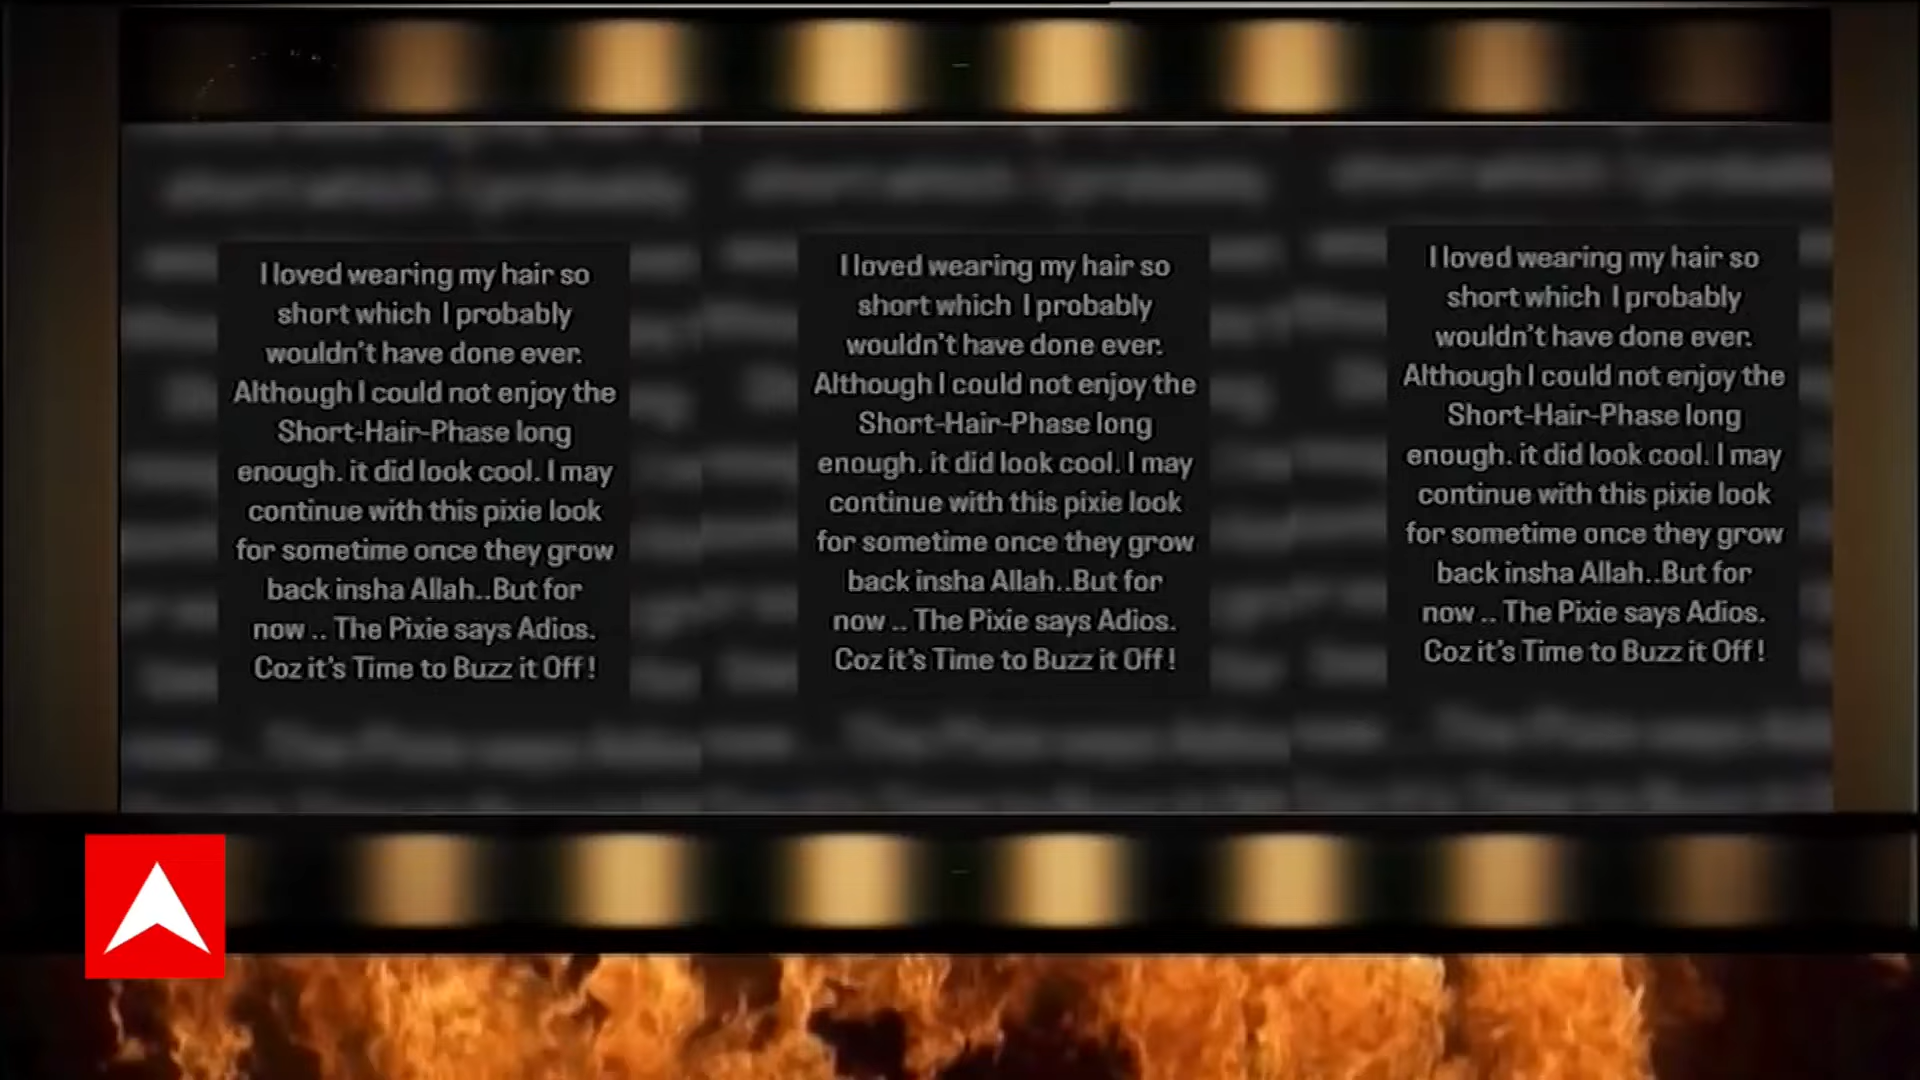 I loved wearing my hair so
short which I probably
wouldn't have done ever.
Although I could not enjoy the
Short-Hair-Phase long
enough. it did look cool. I may
continue with this pixie look
for sometime once they grow
back insha Allah..But for
now .. The Pixie says Adios.
Coz it's Time to Buzz it Off!
I loved wearing my hair so
short which I probably
wouldn't have done ever.
Although I could not enjoy the
Short-Hair-Phase long
enough. it did look cool. I may
continue with this pixie look
for sometime once they grow
back insha Allah..But for
now .. The Pixie says Adios.
Coz it's Time to Buzz it Off!
I loved wearing my hair so
short which I probably
wouldn't have done ever.
Although I could not enjoy the
Short-Hair-Phase long
enough. it did look cool. I may
continue with this pixie look
for sometime once they grow
back insha Allah..But for
now .. The Pixie says Adios.
Coz it's Time to Buzz it Off!